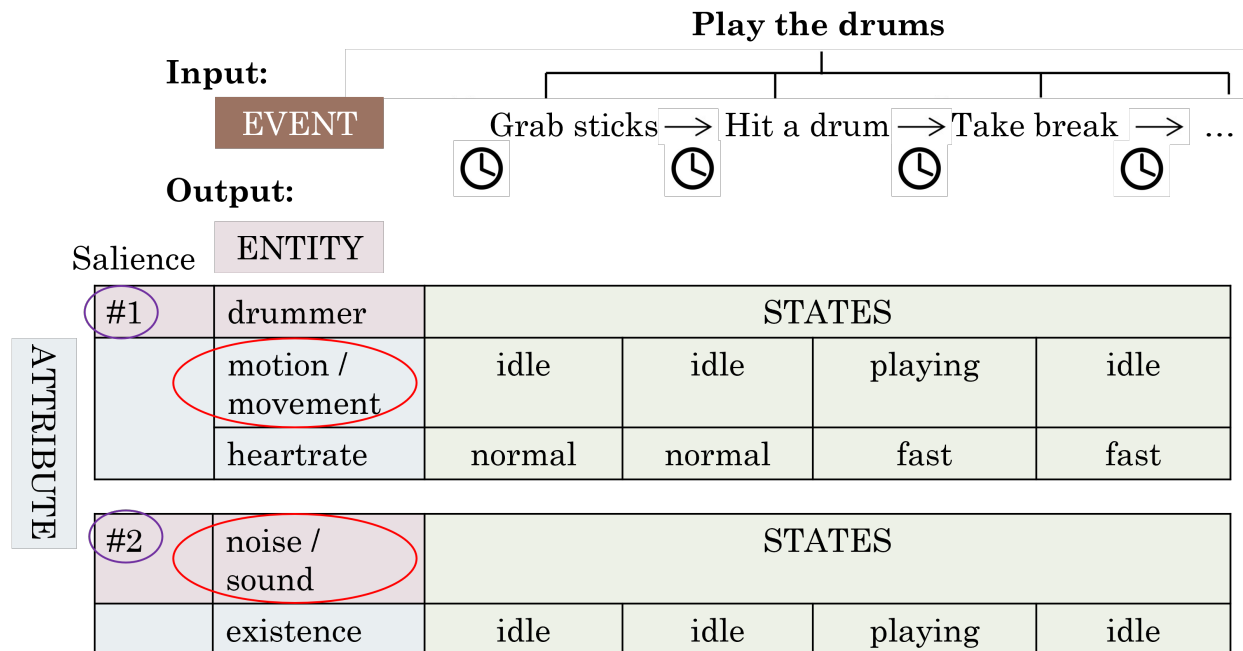 Play the drums
Input:
EVENT
Grab sticks → Hit a drum → Take break → ...
Output:
ENTITY
Salience
#1 drummer STATES
ATTRIBUTE
motion / movement idle idle playing idle
heartrate normal normal fast fast
#2 noise / sound STATES
existence idle idle playing idle